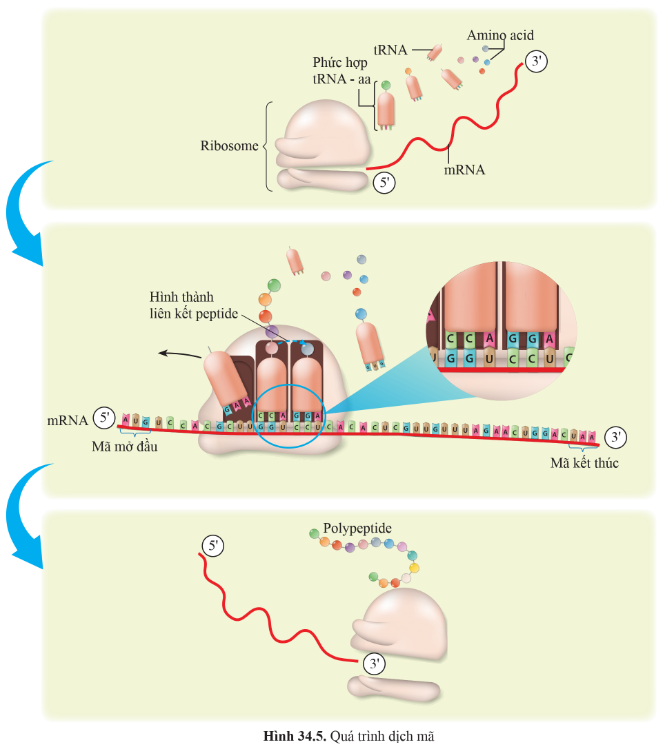 tRNA
Amino acid
Phức hợp
tRNA - aa
3'
Ribosome
mRNA
5'
Hình thành
liên kết peptide
C C A G G A
G G U C C U C
G A A
C C A G G A
mRNA
5'
A U G U C C A C G C U U G G U C C U C A C A C U C G U U G U U U A G A A C U G G A C U A A
3'
Mã mở đầu
Mã kết thúc
5'
Polypeptide
3'
Hình 34.5. Quá trình dịch mã